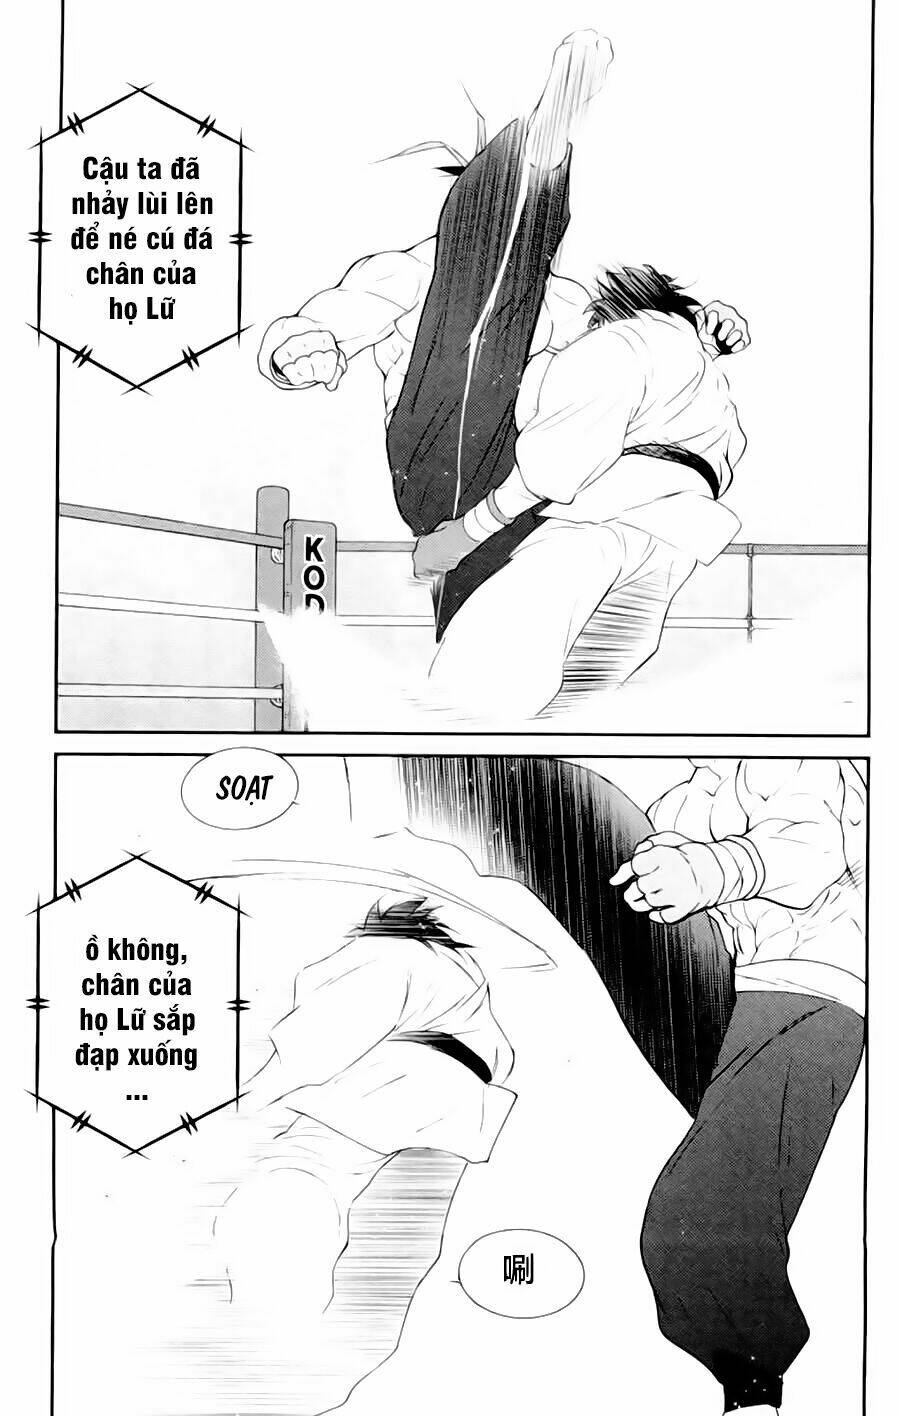 Cậu ta đã
nhảy lùi lên
để né cú đá
chân của
họ Lữ
KOD
SOẠT
ồ không,
chân của
họ Lữ sắp
đạp xuống
...
唰